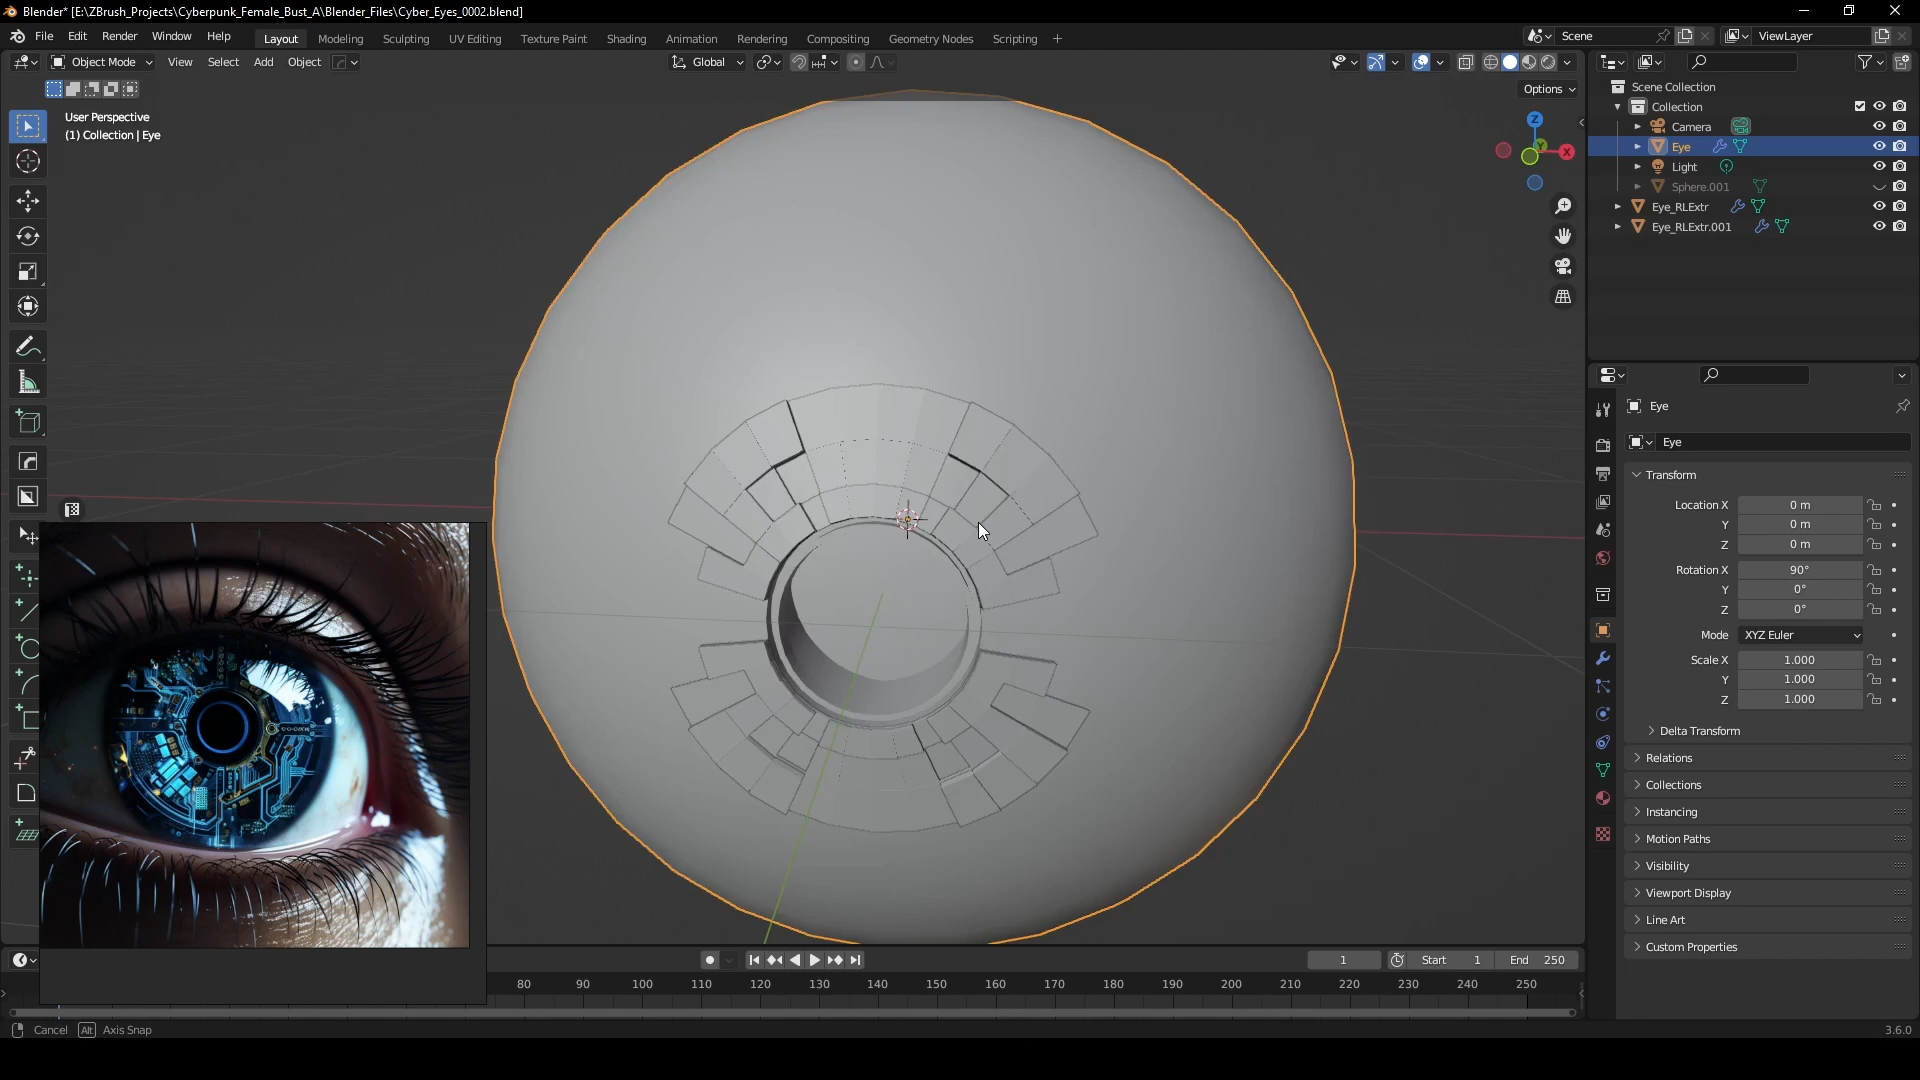 Blender* [E:\ZBrush_Projects\Cyberpunk_Female_Bust_A\Blender_Files\Cyber_Eyes_0002.blend]
File Edit Render Window Help Layout Modeling Sculpting UV Editing Texture Paint Shading Animation Rendering Compositing Geometry Nodes Scripting + Scene ViewLayer
Object Mode View Select Add Object Global
Options
User Perspective
(1) Collection | Eye
Z
Y
X
Scene Collection
Collection
Camera
Eye
Light
Sphere.001
Eye_RLExtr
Eye_RLExtr.001
Eye
Eye
Transform
Location X 0 m
Y 0 m
Z 0 m
Rotation X 90°
Y 0°
Z 0°
Mode XYZ Euler
Scale X 1.000
Y 1.000
Z 1.000
Delta Transform
Relations
Collections
Instancing
Motion Paths
Visibility
Viewport Display
Line Art
Custom Properties
1 Start 1 End 250
80 90 100 110 120 130 140 150 160 170 180 190 200 210 220 230 240 250
Cancel Alt Axis Snap
3.6.0